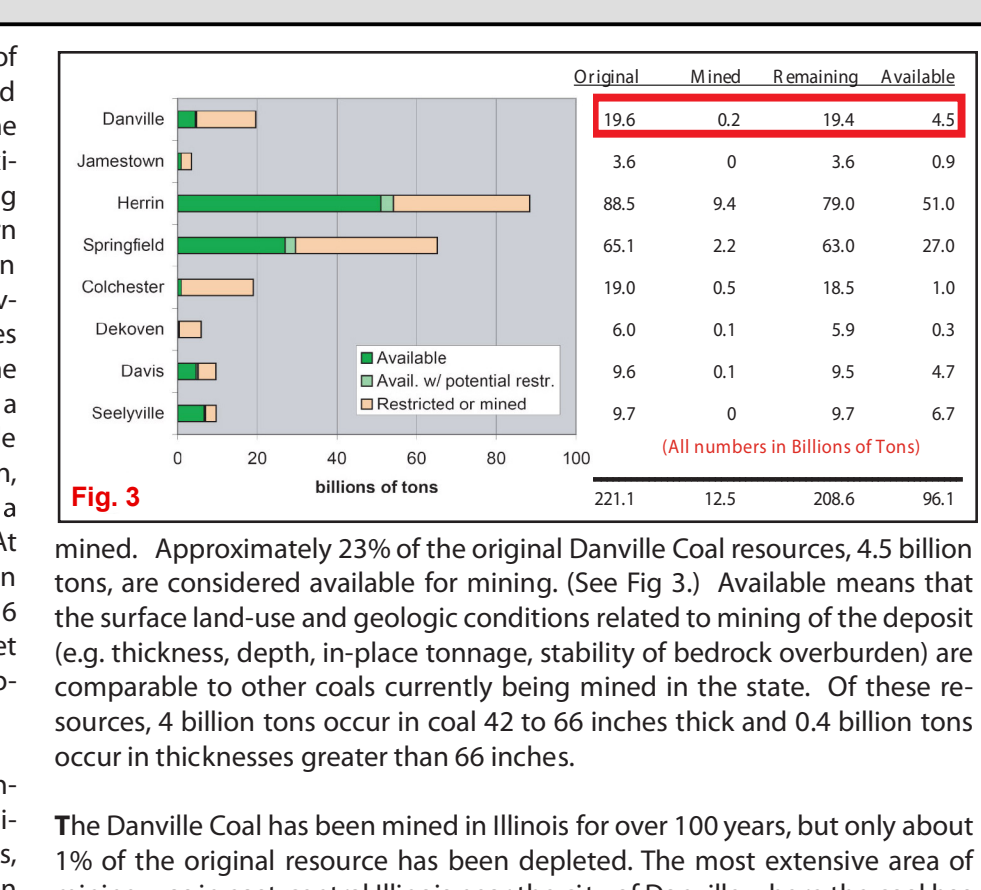 of
d
ne
i-
g
n
n
v-
es
ne
a
e
n,
a
At
n
6
et
o-
n-
i-
s,
n
Original Mined Remaining Available
Danville 19.6 0.2 19.4 4.5
Jamestown 3.6 0 3.6 0.9
Herrin 88.5 9.4 79.0 51.0
Springfield 65.1 2.2 63.0 27.0
Colchester 19.0 0.5 18.5 1.0
Dekoven 6.0 0.1 5.9 0.3
Davis 9.6 0.1 9.5 4.7
Seelyville 9.7 0 9.7 6.7
Available
Avail. w/ potential restr.
Restricted or mined
(All numbers in Billions of Tons)
0 20 40 60 80 100
billions of tons
Fig. 3
221.1 12.5 208.6 96.1
mined. Approximately 23% of the original Danville Coal resources, 4.5 billion
tons, are considered available for mining. (See Fig 3.) Available means that
the surface land-use and geologic conditions related to mining of the deposit
(e.g. thickness, depth, in-place tonnage, stability of bedrock overburden) are
comparable to other coals currently being mined in the state. Of these re-
sources, 4 billion tons occur in coal 42 to 66 inches thick and 0.4 billion tons
occur in thicknesses greater than 66 inches.
The Danville Coal has been mined in Illinois for over 100 years, but only about
1% of the original resource has been depleted. The most extensive area of